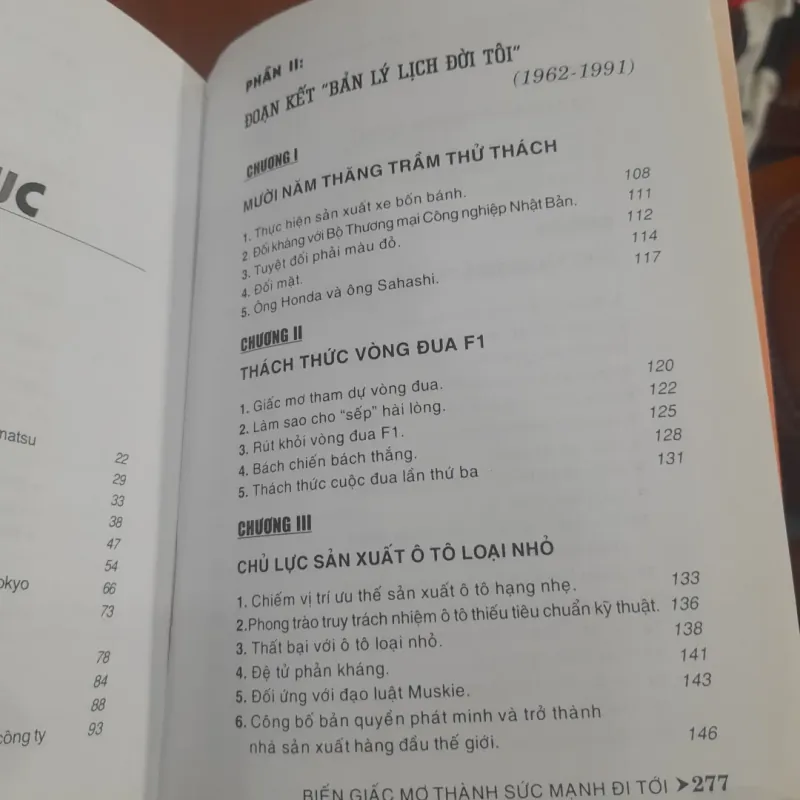 ỤC
natsu
22
29
33
38
47
54
okyo 66
73
78
84
88
công ty 93
PHẦN II:
ĐOẠN KẾT "BẢN LÝ LỊCH ĐỜI TÔI"
(1962-1991)
CHƯƠNG I
MƯỜI NĂM THĂNG TRẦM THỬ THÁCH
1. Thực hiện sản xuất xe bốn bánh. 108
2. Đối kháng với Bộ Thương mại Công nghiệp Nhật Bản. 111
3. Tuyệt đối phải màu đỏ. 112
4. Đối mặt. 114
5. Ông Honda và ông Sahashi. 117
CHƯƠNG II
THÁCH THỨC VÒNG ĐUA F1
1. Giấc mơ tham dự vòng đua. 120
2. Làm sao cho “sếp” hài lòng. 122
3. Rút khỏi vòng đua F1. 125
4. Bách chiến bách thắng. 128
5. Thách thức cuộc đua lần thứ ba 131
CHƯƠNG III
CHỦ LỰC SẢN XUẤT Ô TÔ LOẠI NHỎ
1. Chiếm vị trí ưu thế sản xuất ô tô hạng nhẹ. 133
2.Phong trào truy trách nhiệm ô tô thiếu tiêu chuẩn kỹ thuật. 136
3. Thất bại với ô tô loại nhỏ. 138
4. Đệ tử phản kháng. 141
5. Đối ứng với đạo luật Muskie. 143
6. Công bố bản quyền phát minh và trở thành
nhà sản xuất hàng đầu thế giới. 146
BIẾN GIẤC MƠ THÀNH SỨC MẠNH ĐI TỚI ➤277